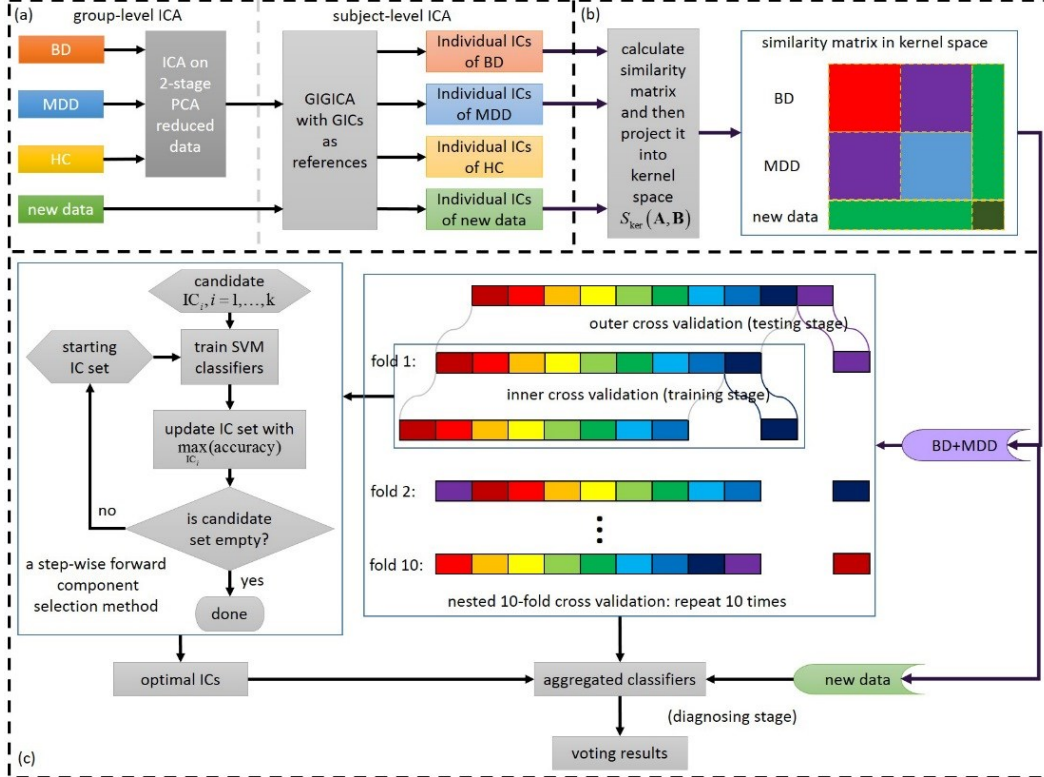 (a)
group-level ICA
subject-level ICA
BD
MDD
HC
new data
ICA on
2-stage
PCA
reduced
data
GIGICA
with GICs
as
references
Individual ICs
of BD
Individual ICs
of MDD
Individual ICs
of HC
Individual ICs
of new data
(b)
calculate
similarity
matrix
and then
project it
into
kernel
space
S_ker(A,B)
similarity matrix in kernel space
BD
MDD
new data
candidate
IC_i, i = 1,…,k
starting
IC set
train SVM
classifiers
update IC set with
max(accuracy)
IC_i
is candidate
set empty?
no
yes
done
a step-wise forward
component
selection method
outer cross validation (testing stage)
fold 1:
inner cross validation (training stage)
fold 2:
fold 10:
nested 10-fold cross validation: repeat 10 times
BD+MDD
optimal ICs
aggregated classifiers
new data
(diagnosing stage)
voting results
(c)